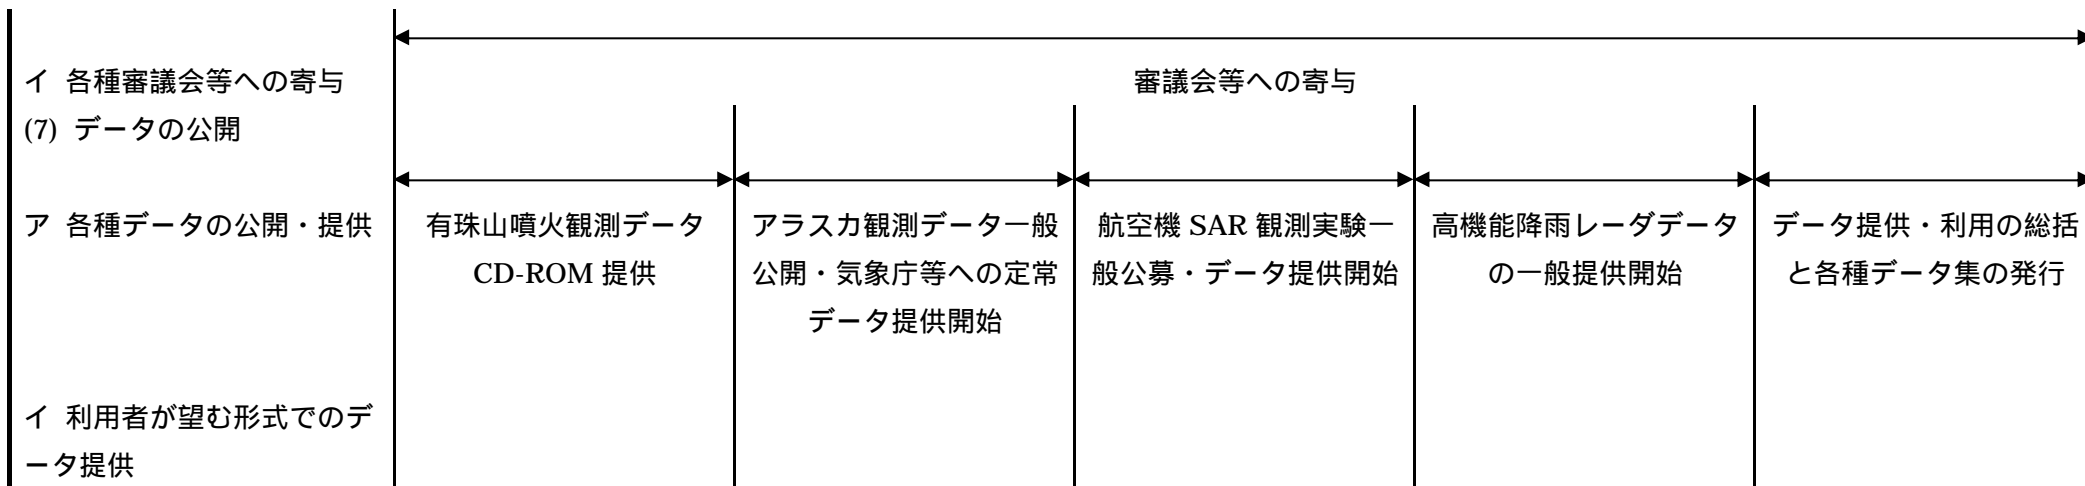 イ 各種審議会等への寄与
審議会等への寄与
(7) データの公開
ア 各種データの公開・提供
有珠山噴火観測データ
CD-ROM 提供
アラスカ観測データ一般
公開・気象庁等への定常
データ提供開始
航空機 SAR 観測実験一
般公募・データ提供開始
高機能降雨レーダデータ
の一般提供開始
データ提供・利用の総括
と各種データ集の発行
イ 利用者が望む形式でのデ
ータ提供